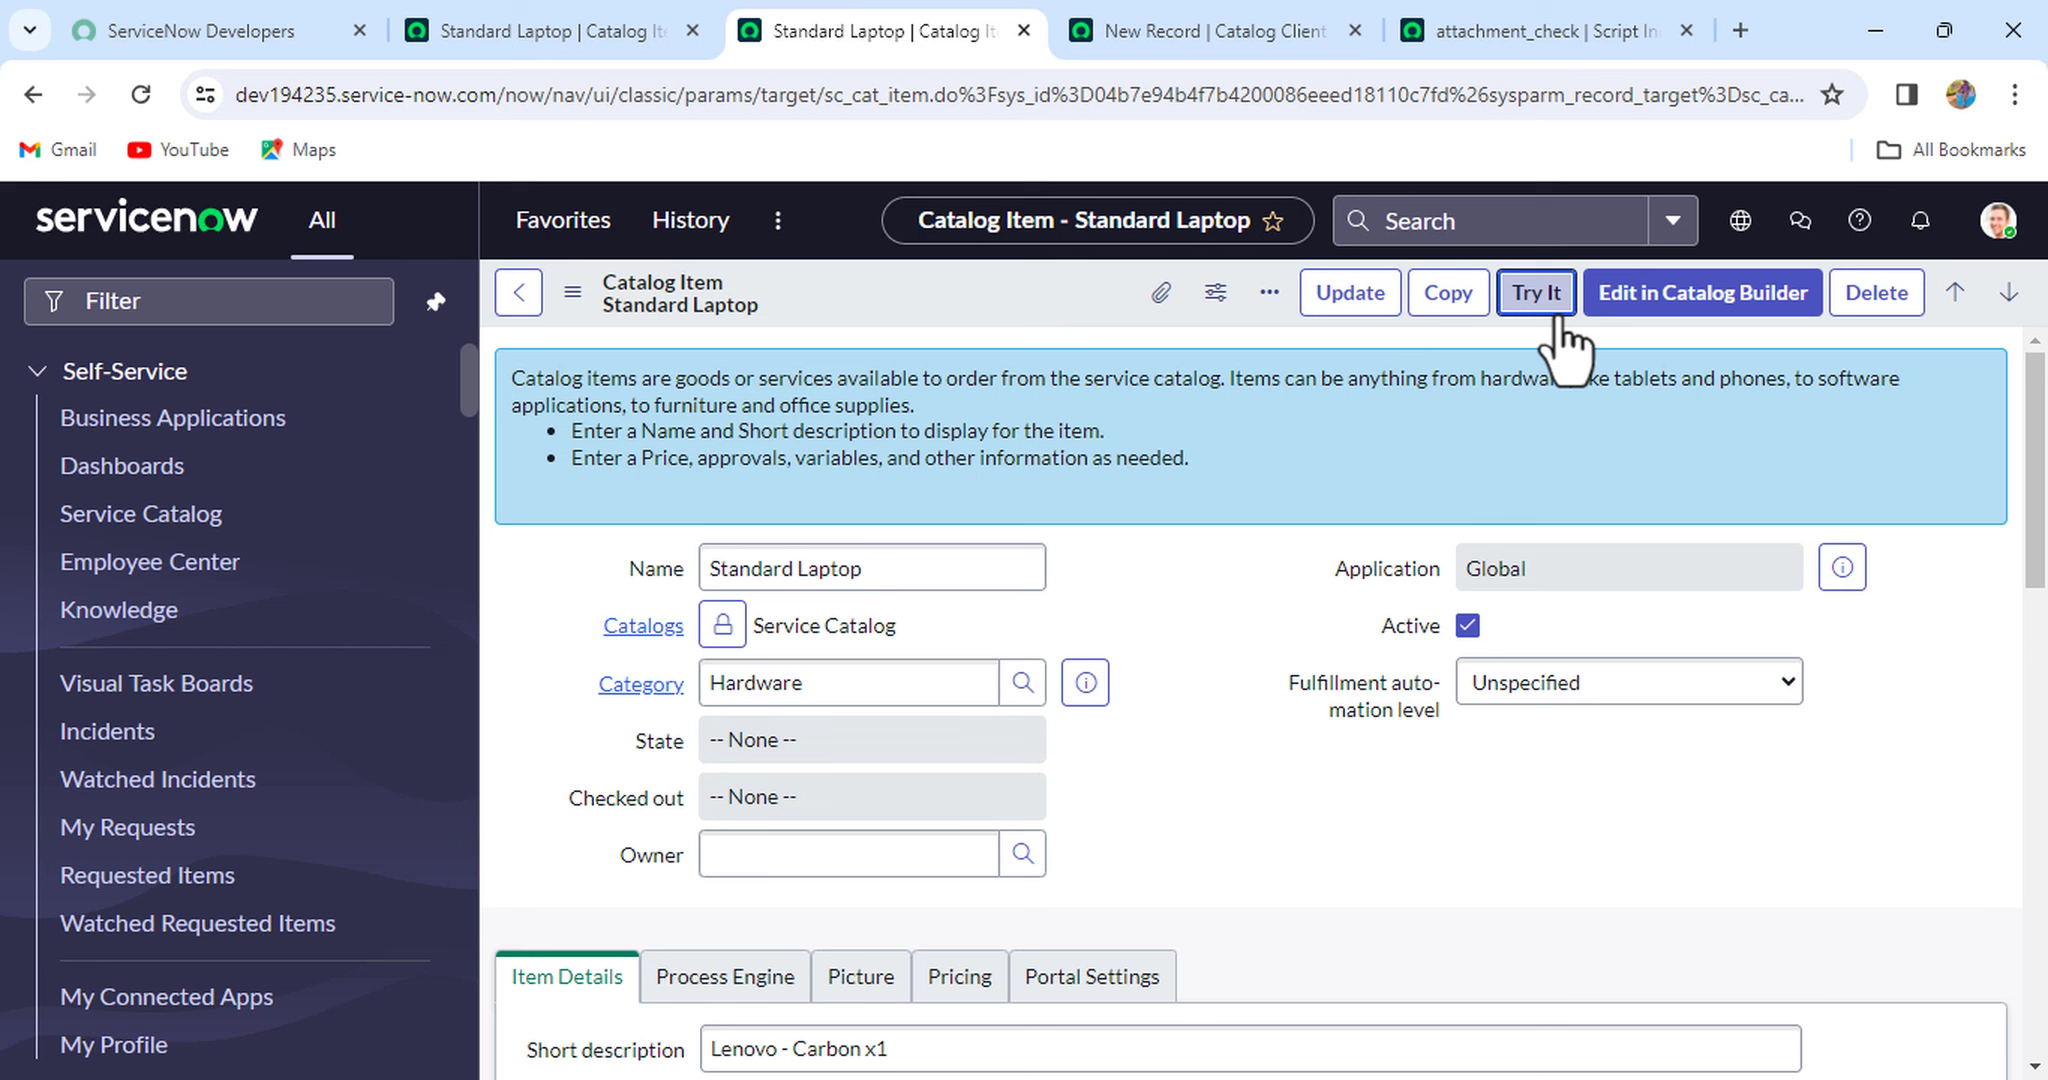 ServiceNow Developers
Standard Laptop | Catalog It
Standard Laptop | Catalog It
New Record | Catalog Client
attachment_check | Script In
dev194235.service-now.com/now/nav/ui/classic/params/target/sc_cat_item.do%3Fsys_id%3D04b7e94b4f7b4200086eeed18110c7fd%26sysparm_record_target%3Dsc_ca...
Gmail
YouTube
Maps
All Bookmarks
servicenow
All
Favorites
History
Catalog Item - Standard Laptop
Search
Filter
Catalog Item
Standard Laptop
Update
Copy
Try It
Edit in Catalog Builder
Delete
Self-Service
Business Applications
Dashboards
Service Catalog
Employee Center
Knowledge
Visual Task Boards
Incidents
Watched Incidents
My Requests
Requested Items
Watched Requested Items
My Connected Apps
My Profile
Catalog items are goods or services available to order from the service catalog. Items can be anything from hardwa ke tablets and phones, to software
applications, to furniture and office supplies.
• Enter a Name and Short description to display for the item.
• Enter a Price, approvals, variables, and other information as needed.
Name
Standard Laptop
Application
Global
Catalogs
Service Catalog
Active
Category
Hardware
Fulfillment auto-
mation level
Unspecified
State
-- None --
Checked out
-- None --
Owner
Item Details
Process Engine
Picture
Pricing
Portal Settings
Short description
Lenovo - Carbon x1